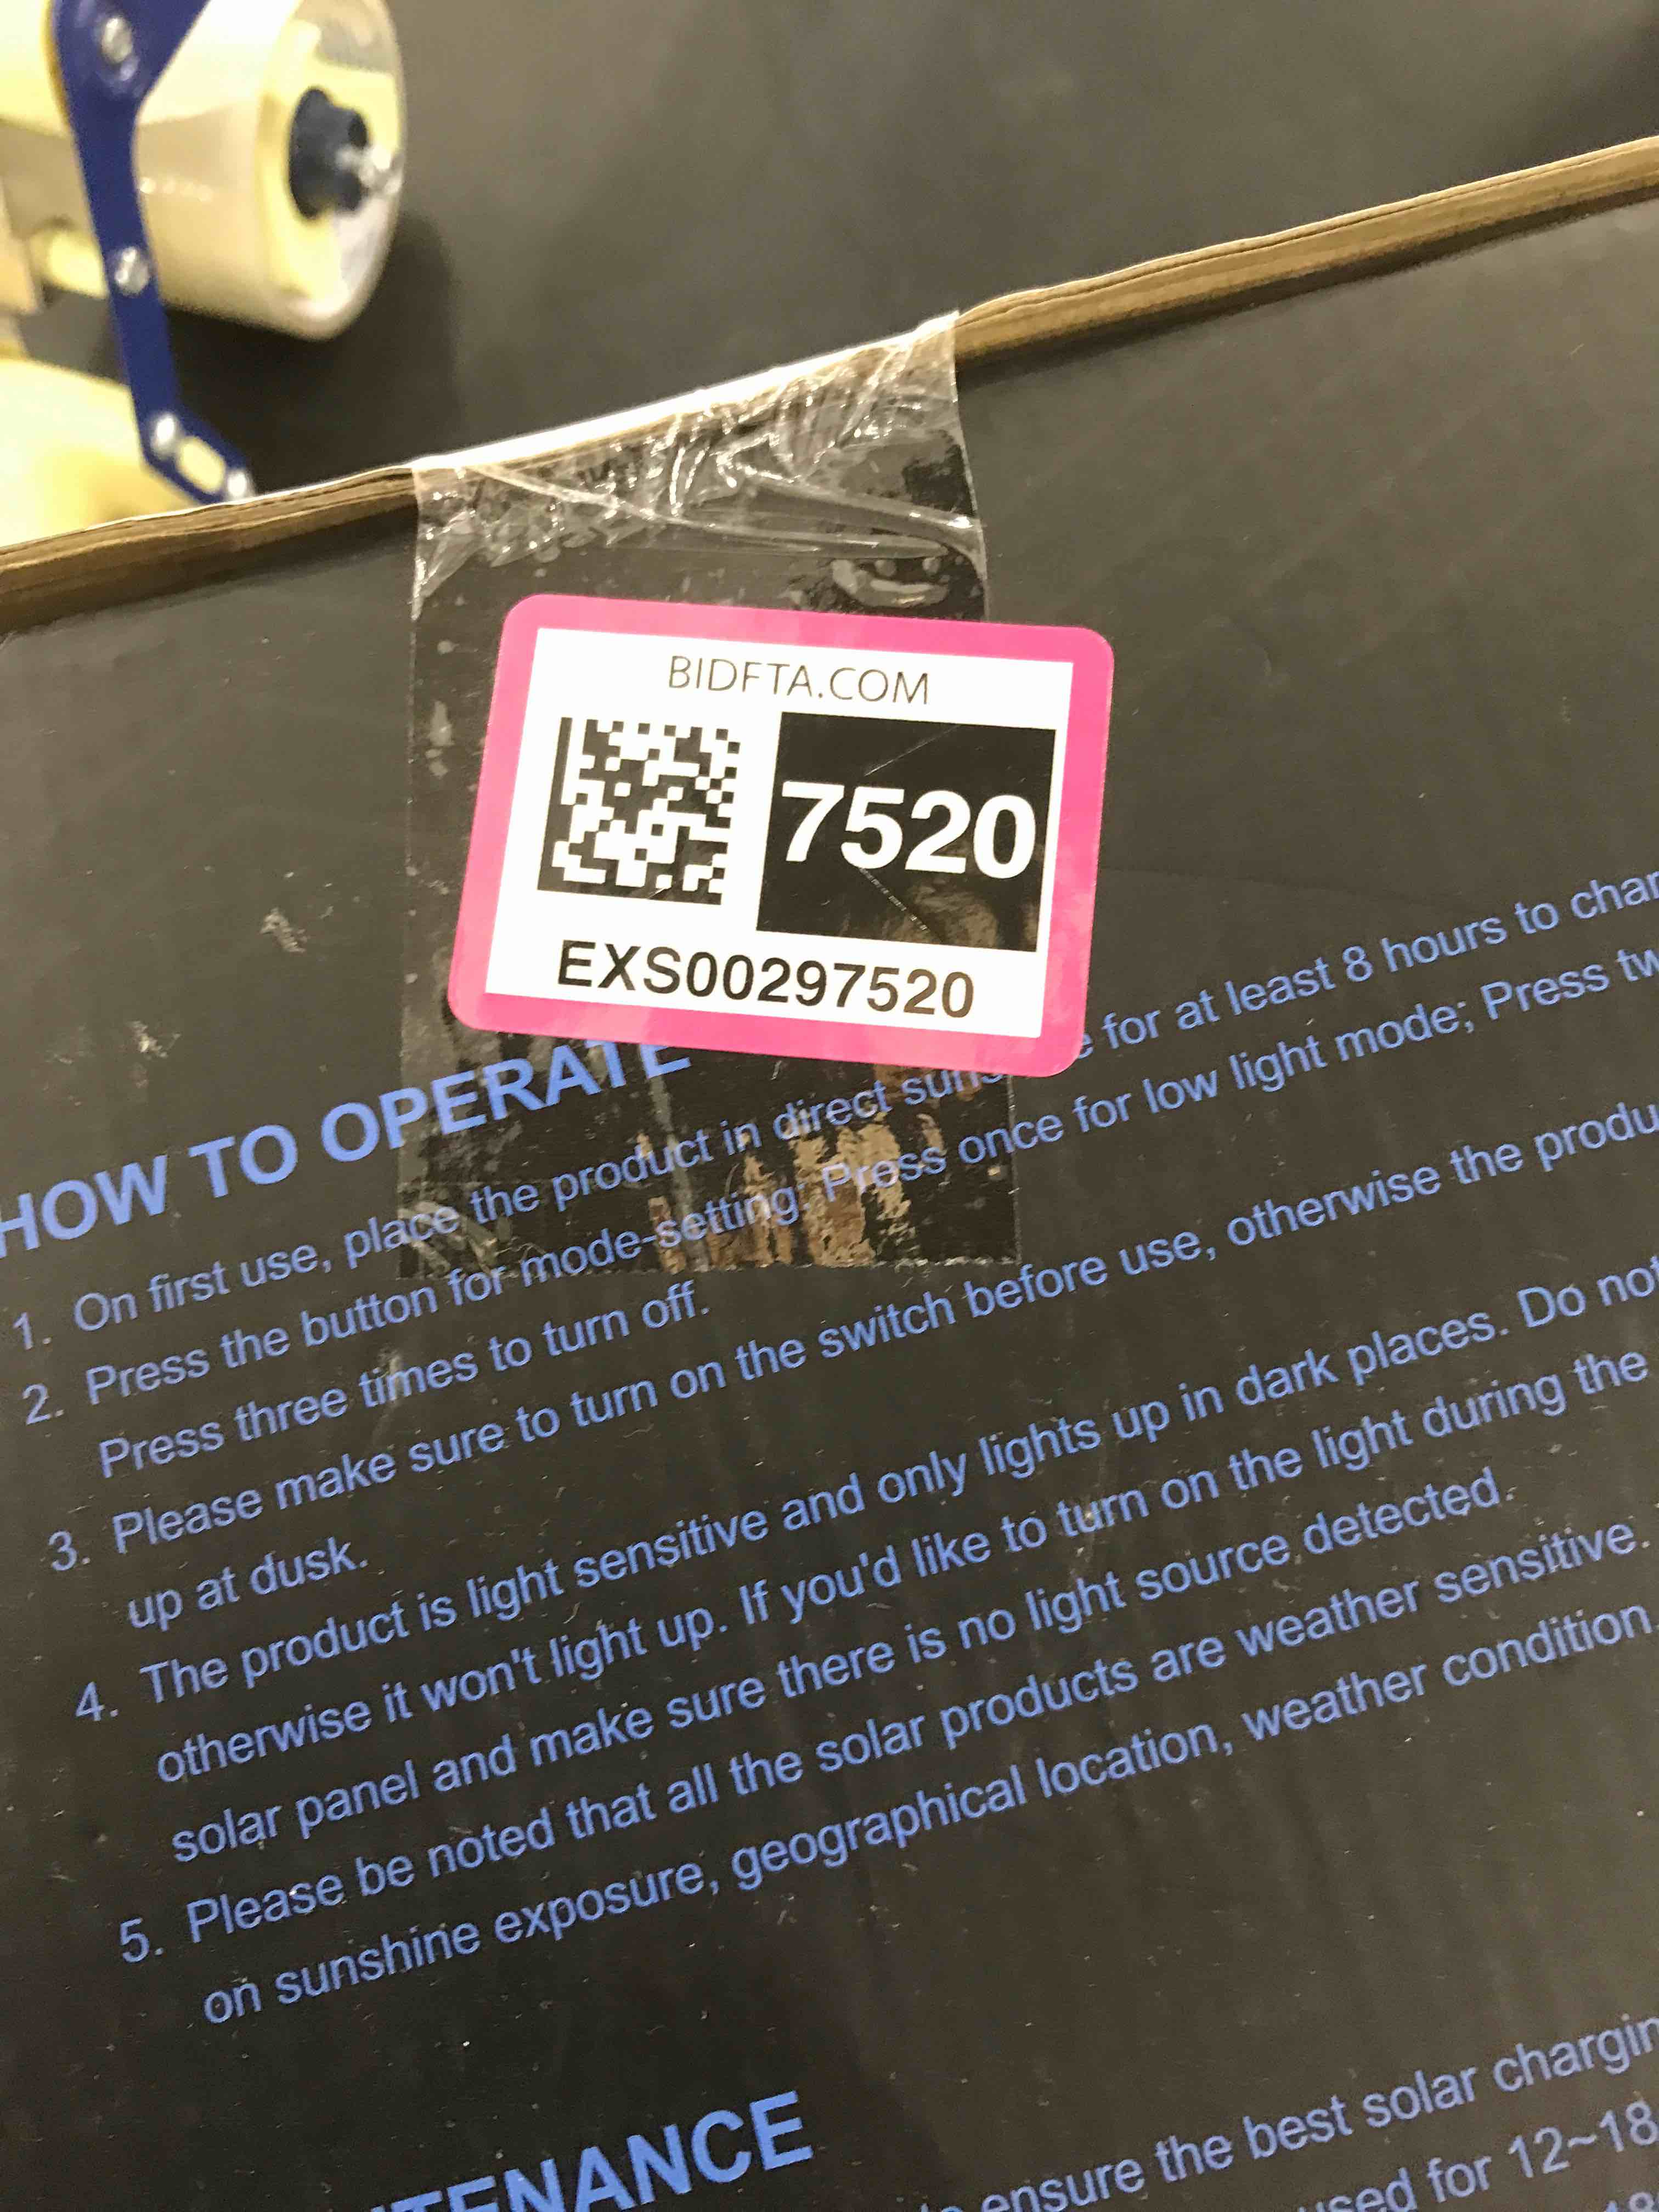 BIDFTA.COM
7520
EXS00297520
HOW TO OPERATE
1. On first use, place the product in direct for at least 8 hours to
2. Press the button for mode-setting; Press once for low light mode; Press
Press three times to turn off.
3. Please make sure to turn on the switch before use, otherwise the
up at dusk.
4. The product is light sensitive and only lights up in dark places. Do not
otherwise it won't light up. If you'd like to turn on the light during the
solar panel and make sure there is no light source detected.
5. Please be noted that all the solar products are weather sensitive.
on sunshine exposure, geographical location, weather condition
ensure the best solar
for 12~18